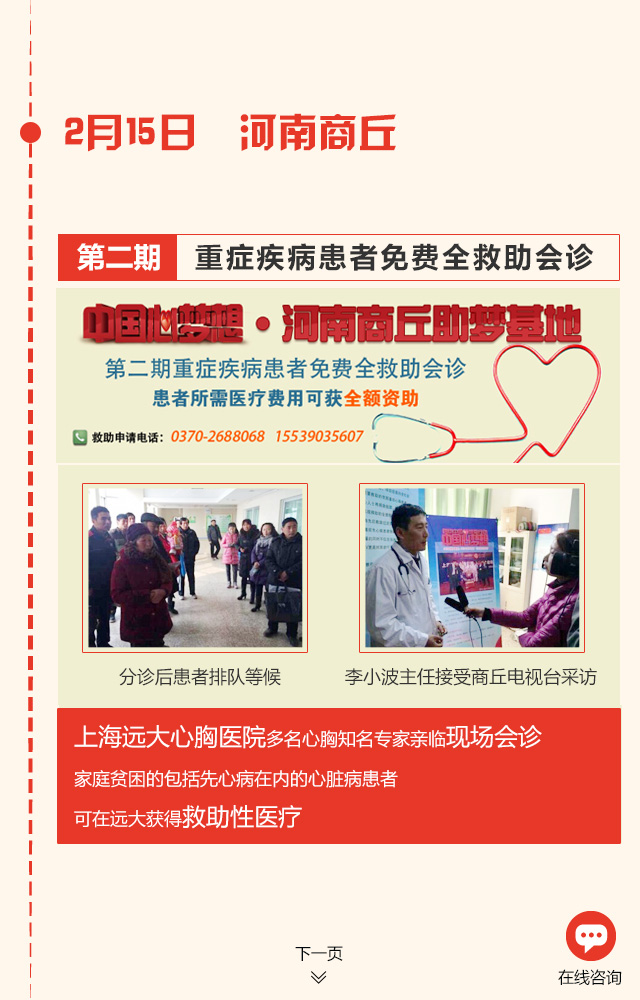 2月15日 河南商丘
第二期 重症疾病患者免费全救助会诊
中国心梦想·河南商丘助梦基地
第二期重症疾病患者免费全救助会诊
患者所需医疗费用可获全额资助
救助申请电话：0370-2688068 15539035607
分诊后患者排队等候
李小波主任接受商丘电视台采访
上海远大心胸医院多名心胸知名专家亲临现场会诊
家庭贫困的包括先心病在内的心脏病患者
可在远大获得救助性医疗
下一页
在线咨询